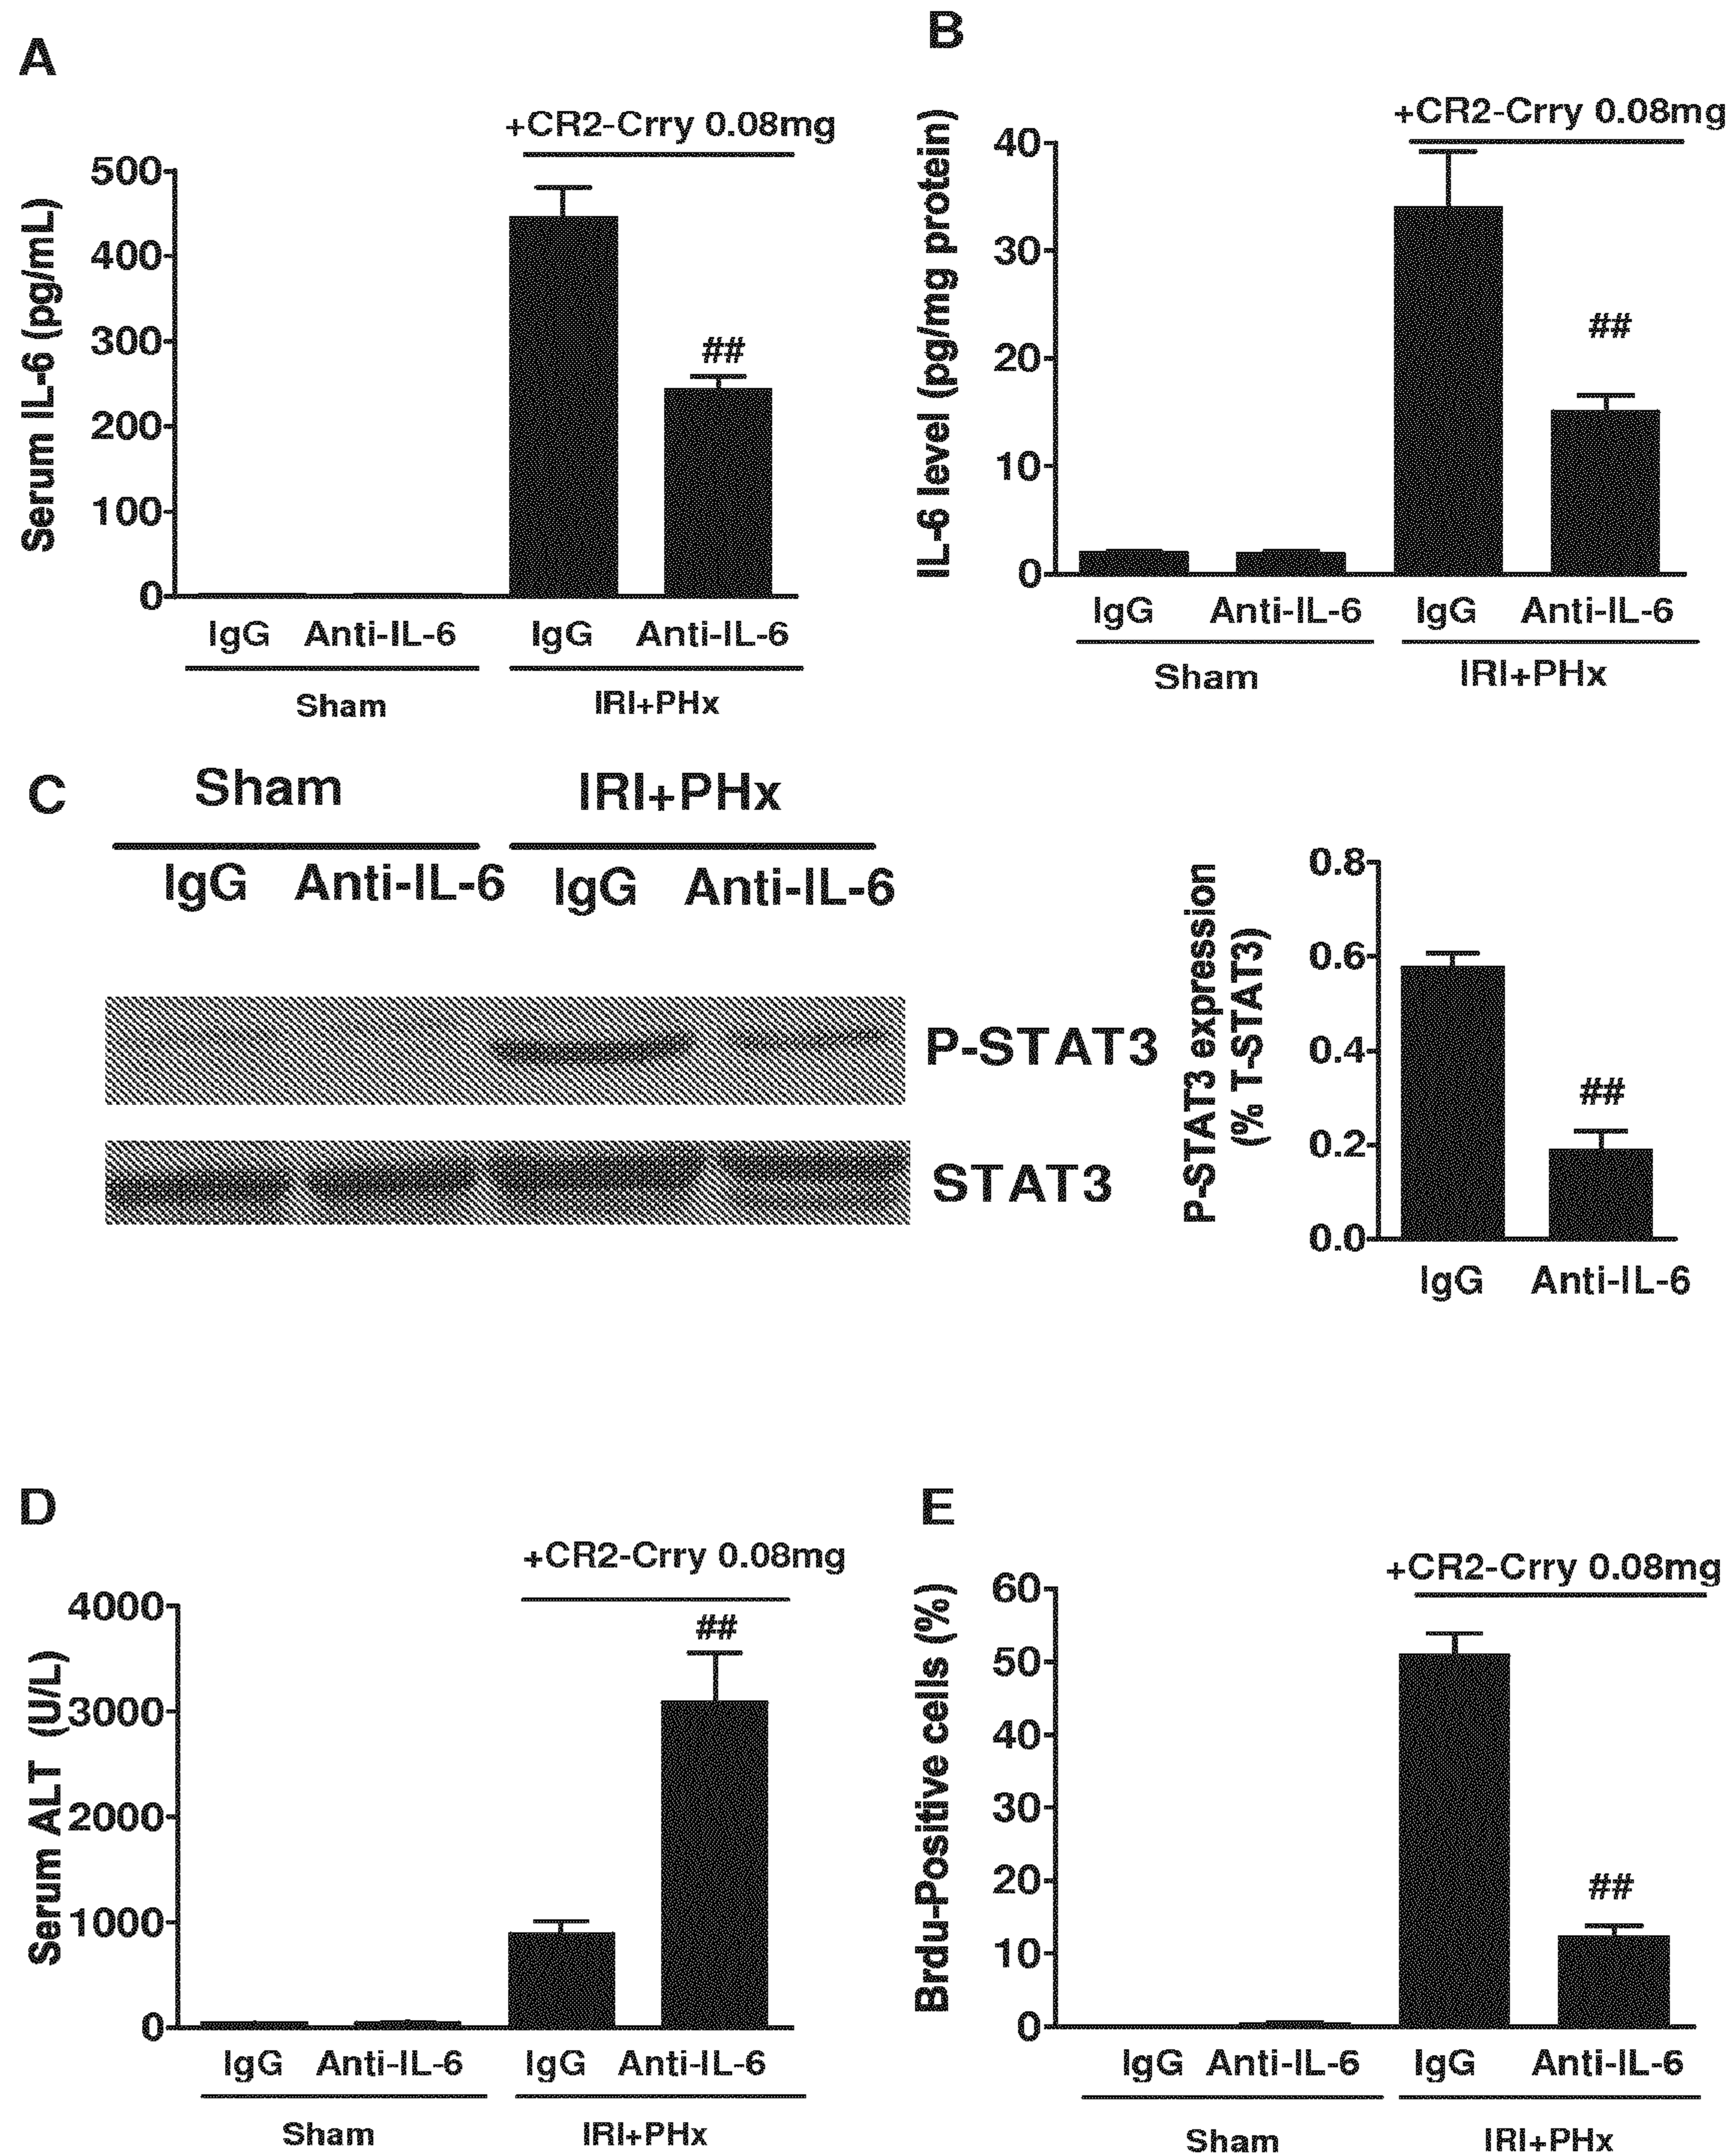 A
+CR2-Crry 0.08mg
Serum IL-6 (pg/mL)
500
400
300
200
100
0
##
IgG Anti-IL-6 IgG Anti-IL-6
Sham IRI+PHx
B
+CR2-Crry 0.08mg
IL-6 level (pg/mg protein)
40
30
20
10
0
##
IgG Anti-IL-6 IgG Anti-IL-6
Sham IRI+PHx
C
Sham IRI+PHx
IgG Anti-IL-6 IgG Anti-IL-6
P-STAT3
STAT3
P-STAT3 expression
(% T-STAT3)
0.8
0.6
0.4
0.2
0.0
##
IgG Anti-IL-6
D
+CR2-Crry 0.08mg
Serum ALT (U/L)
4000
3000
2000
1000
0
##
IgG Anti-IL-6 IgG Anti-IL-6
Sham IRI+PHx
E
+CR2-Crry 0.08mg
Brdu-Positive cells (%)
60
50
40
30
20
10
0
##
IgG Anti-IL-6 IgG Anti-IL-6
Sham IRI+PHx